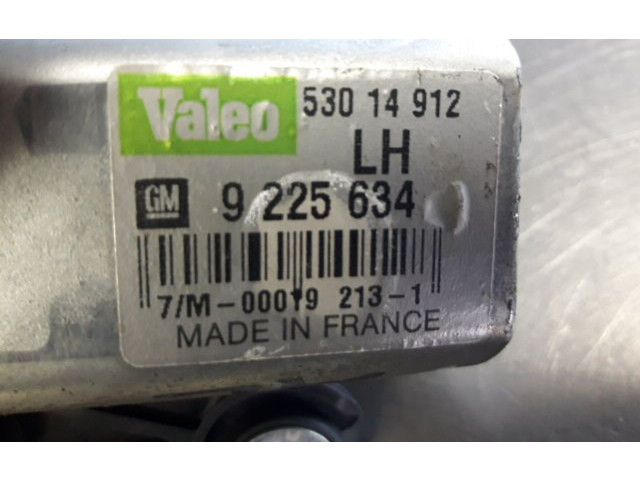 Valeo 530 14 912
LH
GM 9 225 634
7/M-00019 213-1
MADE IN FRANCE